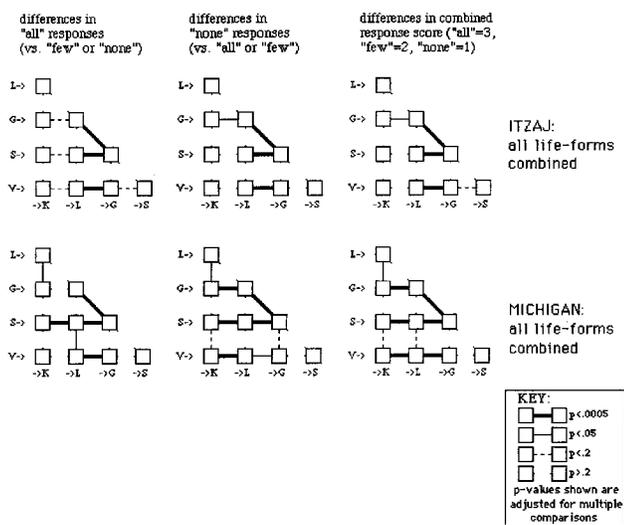 differences in
"all" responses
(vs. "few" or "none")
differences in
"none" responses
(vs. "all" or "few")
differences in combined
response score ("all"=3,
"few"=2, "none"=1)
L-> L-> L->
G-> G-> G->
S-> S-> S->
V-> V-> V->
->K ->L ->G ->S ->K ->L ->G ->S ->K ->L ->G ->S
ITZAJ:
all life-forms
combined
L-> L-> L->
G-> G-> G->
S-> S-> S->
V-> V-> V->
->K ->L ->G ->S ->K ->L ->G ->S ->K ->L ->G ->S
MICHIGAN:
all life-forms
combined
KEY:
p<.0005
p<.05
p<.2
p>.2
p-values shown are
adjusted for multiple
comparisons